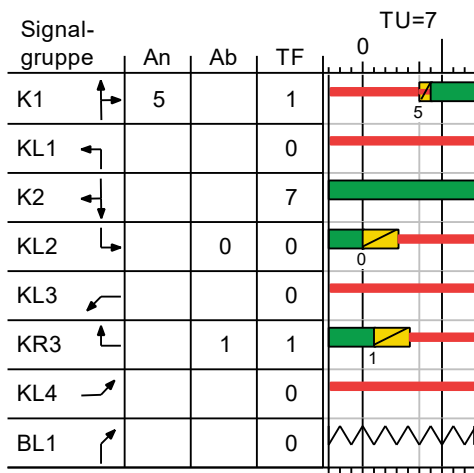 TU=7
Signal-
gruppe An Ab TF 0
K1 5 1 5
KL1 0
K2 7
KL2 0 0 0
KL3 0
KR3 1 1 1
KL4 0
BL1 0